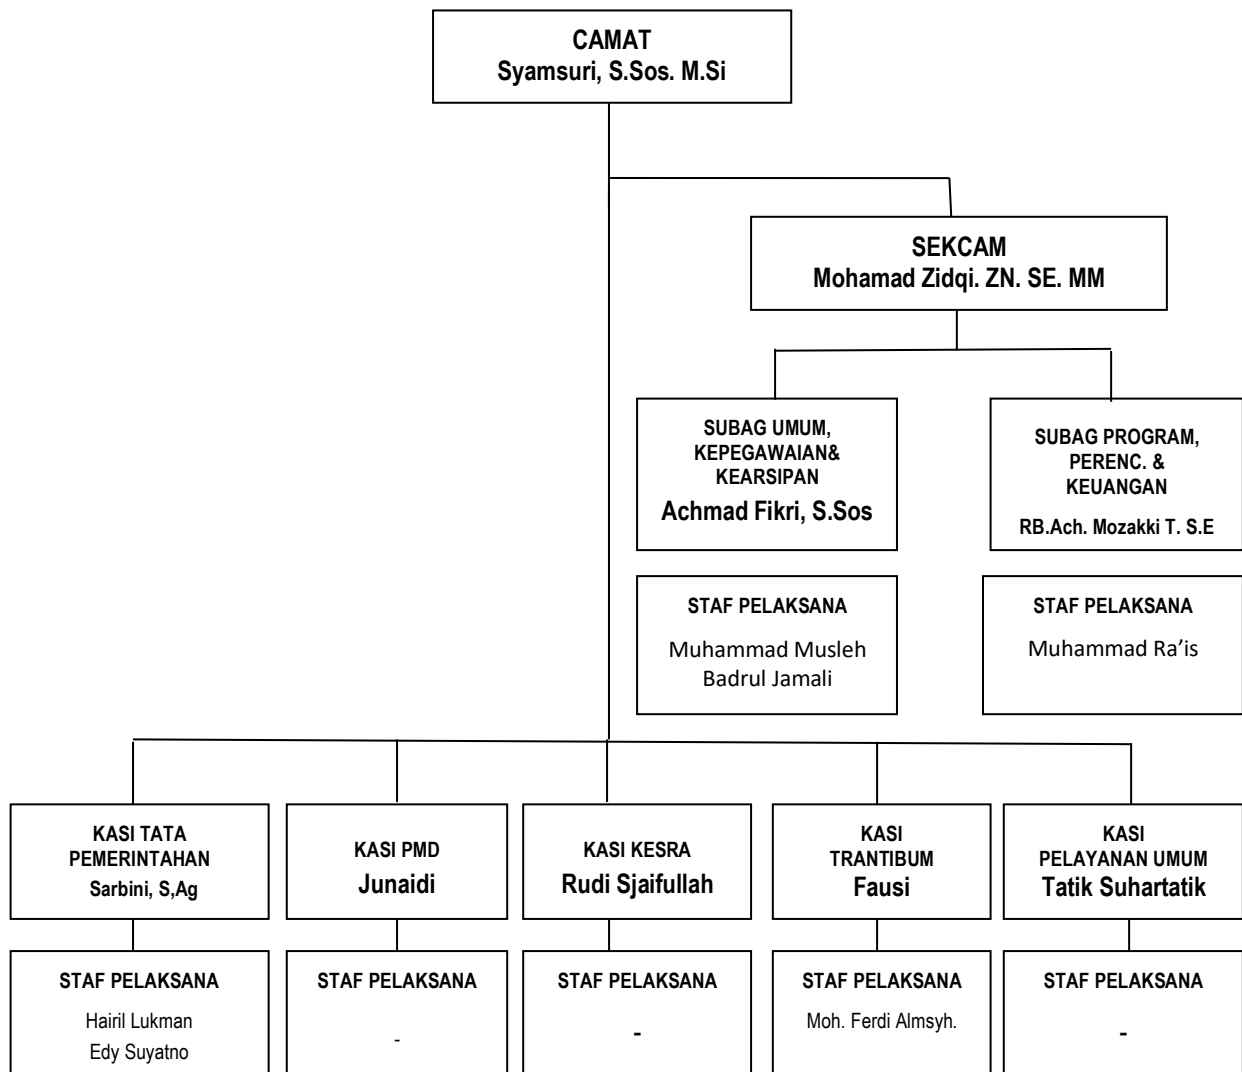 CAMAT
Syamsuri, S.Sos. M.Si
SEKCAM
Mohamad Zidqi. ZN. SE. MM
SUBAG UMUM,
KEPEGAWAIAN&
KEARSIPAN
Achmad Fikri, S.Sos
SUBAG PROGRAM,
PERENC. &
KEUANGAN
RB.Ach. Mozakki T. S.E
STAF PELAKSANA
Muhammad Musleh
Badrul Jamali
STAF PELAKSANA
Muhammad Ra’is
KASI TATA
PEMERINTAHAN
Sarbini, S,Ag
KASI PMD
Junaidi
KASI KESRA
Rudi Sjaifullah
KASI
TRANTIBUM
Fausi
KASI
PELAYANAN UMUM
Tatik Suhartatik
STAF PELAKSANA
Hairil Lukman
Edy Suyatno
STAF PELAKSANA
-
STAF PELAKSANA
-
STAF PELAKSANA
Moh. Ferdi Almsyh.
STAF PELAKSANA
-